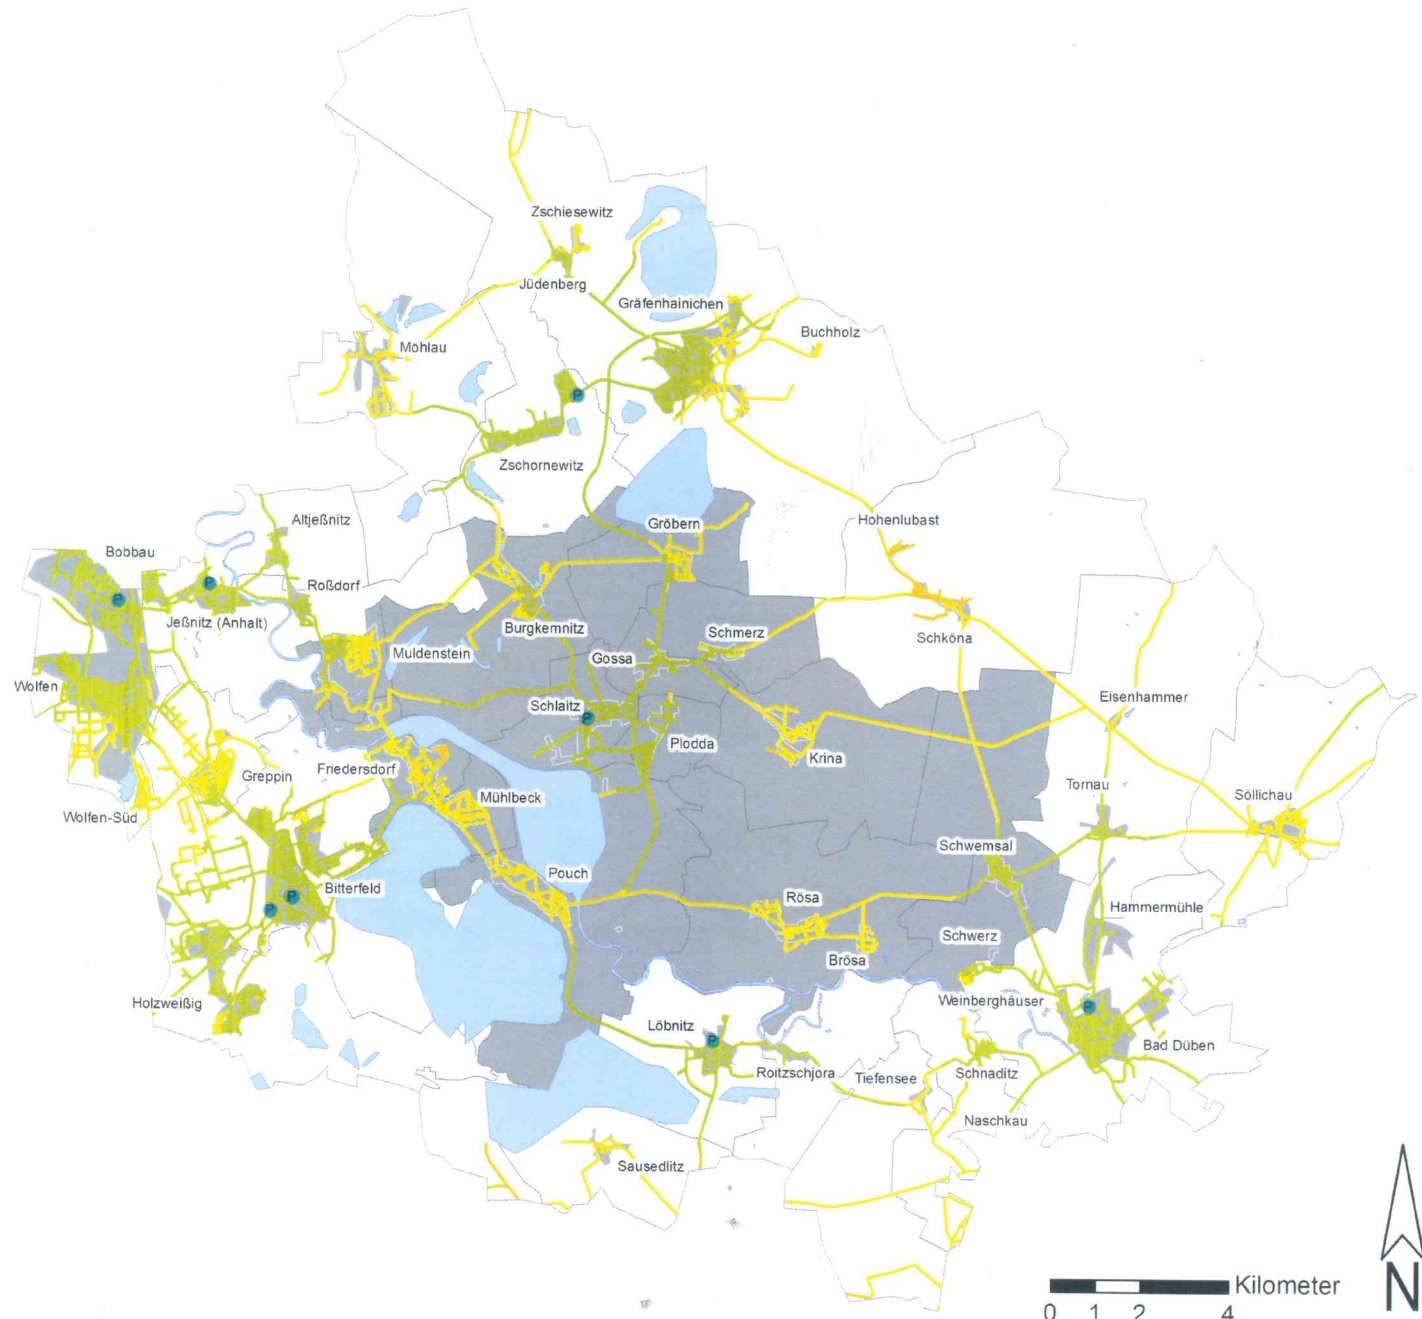 Zschiesewitz
Jüdenberg
Gräfenhainichen
Buchholz
Möhlau
P
Zschornewitz
Altjeßnitz
Gröbern
Hohenlubast
Bobbau
P
P
Roßdorf
Jeßnitz (Anhalt)
Burgkemnitz
Schmerz
Schköna
Muldenstein
Gossa
Wolfen
Schlaitz
P
Eisenhammer
Plodda
Krina
Greppin
Friedersdorf
Tornau
Söllichau
Mühlbeck
Wolfen-Süd
Schwemsal
Pouch
Bitterfeld
P
P
Rösa
Hammermühle
Schwerz
Brösa
Holzweißig
Weinberghäuser
P
Löbnitz
P
Bad Düben
Roitzschjora
Tiefensee
Schnaditz
Naschkau
Sausedlitz
Kilometer
0 1 2 4
N